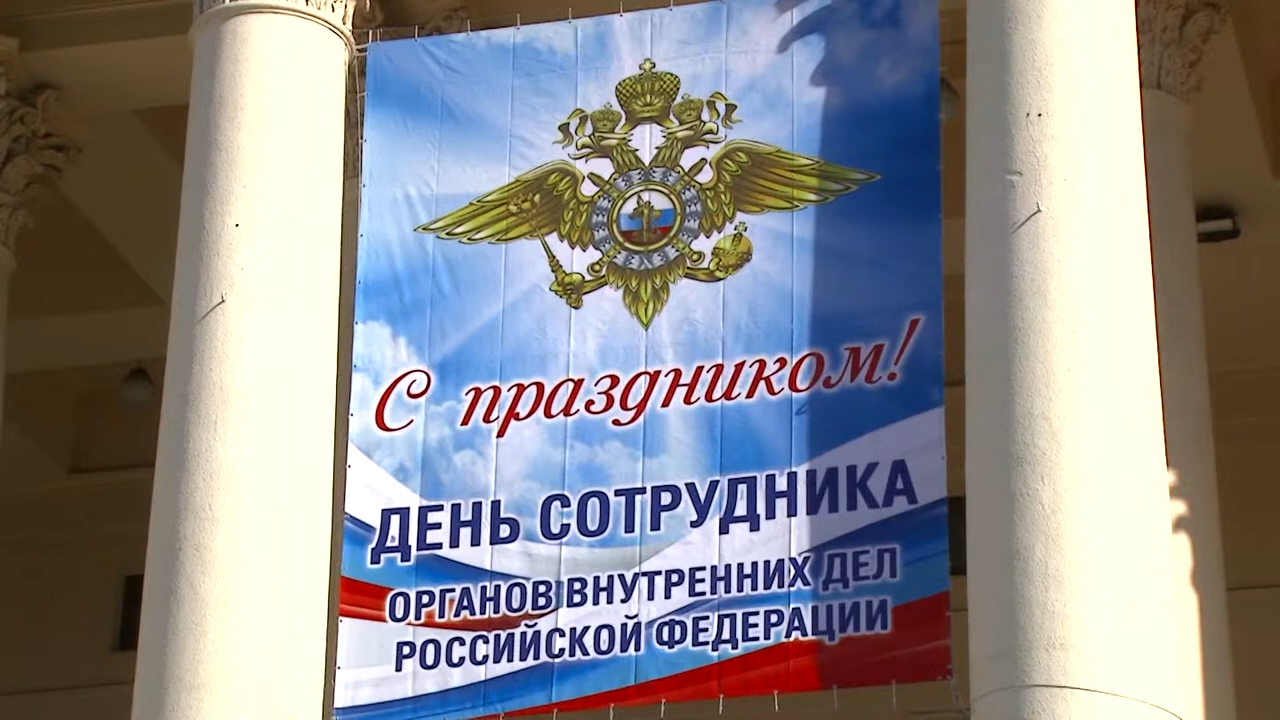 С праздником!
ДЕНЬ СОТРУДНИКА
ОРГАНОВ ВНУТРЕННИХ ДЕЛ
РОССИЙСКОЙ ФЕДЕРАЦИИ